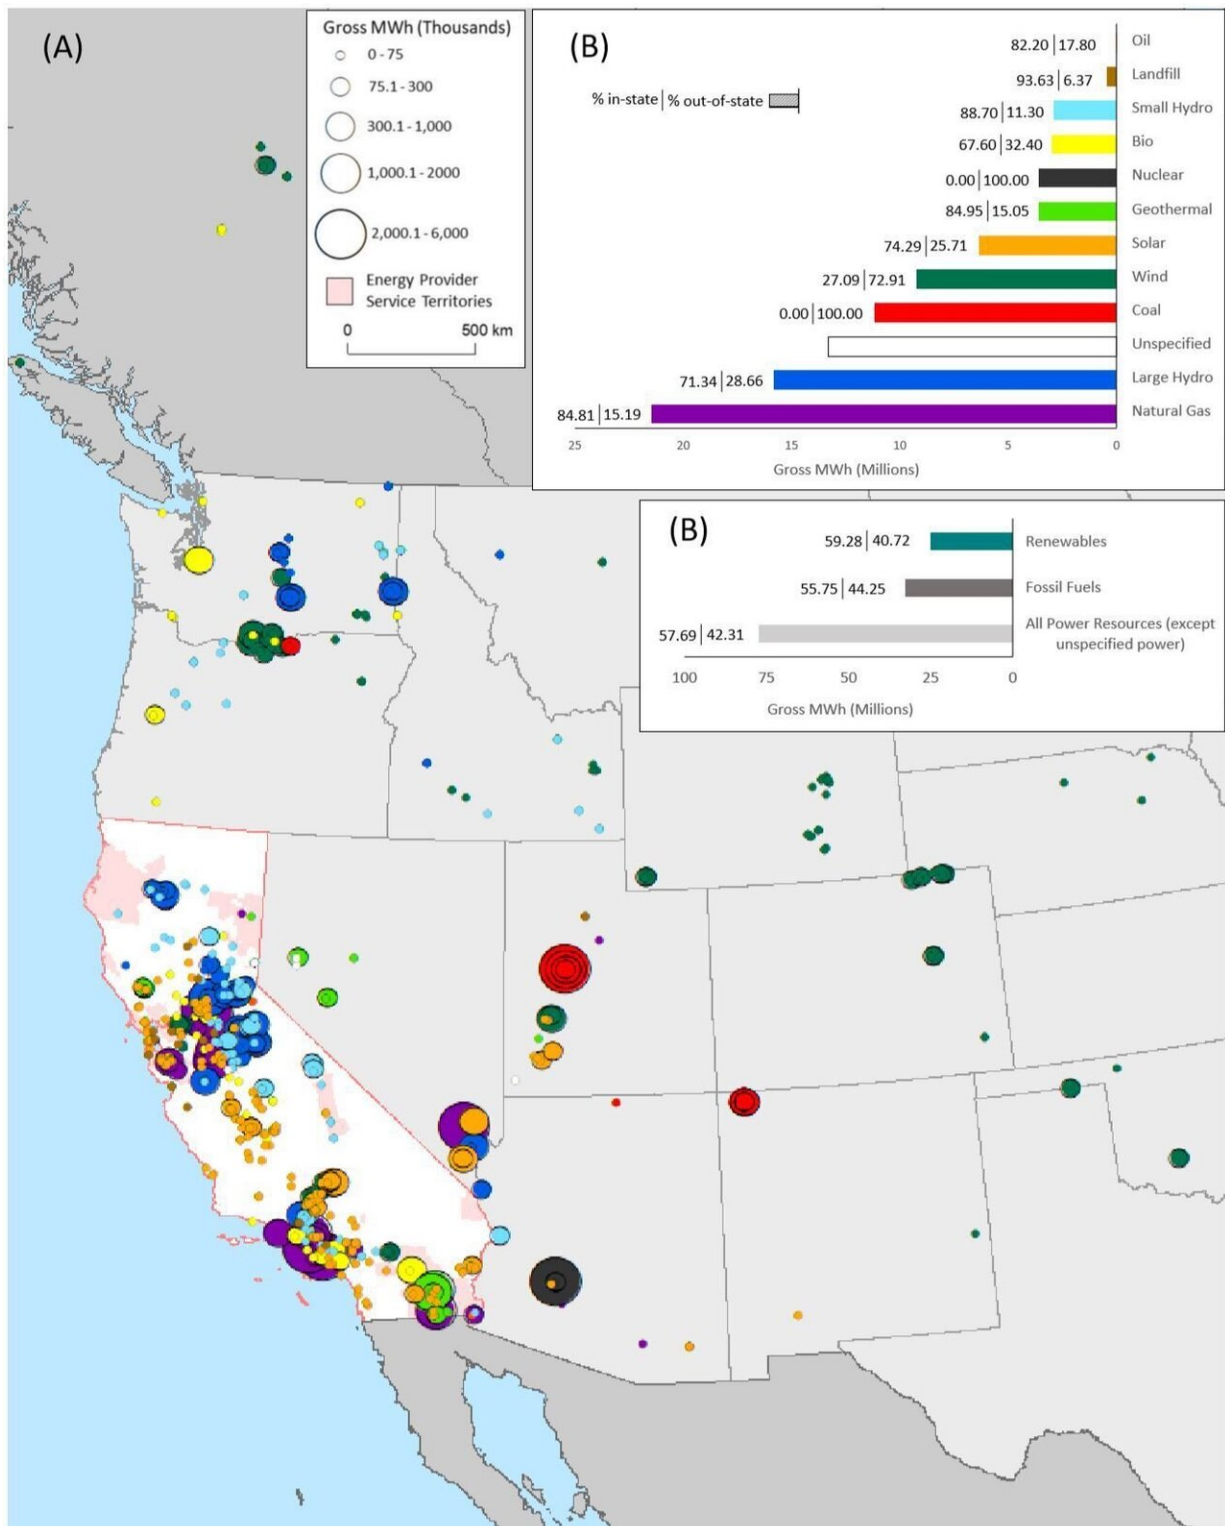 (A)
Gross MWh (Thousands)
0 - 75
75.1 - 300
300.1 - 1,000
1,000.1 - 2000
2,000.1 - 6,000
Energy Provider
Service Territories
0 500 km
(B)
% in-state | % out-of-state
82.20 | 17.80 Oil
93.63 | 6.37 Landfill
88.70 | 11.30 Small Hydro
67.60 | 32.40 Bio
0.00 | 100.00 Nuclear
84.95 | 15.05 Geothermal
74.29 | 25.71 Solar
27.09 | 72.91 Wind
0.00 | 100.00 Coal
Unspecified
71.34 | 28.66 Large Hydro
84.81 | 15.19 Natural Gas
25 20 15 10 5 0
Gross MWh (Millions)
(B)
59.28 | 40.72 Renewables
55.75 | 44.25 Fossil Fuels
57.69 | 42.31 All Power Resources (except
unspecified power)
100 75 50 25 0
Gross MWh (Millions)